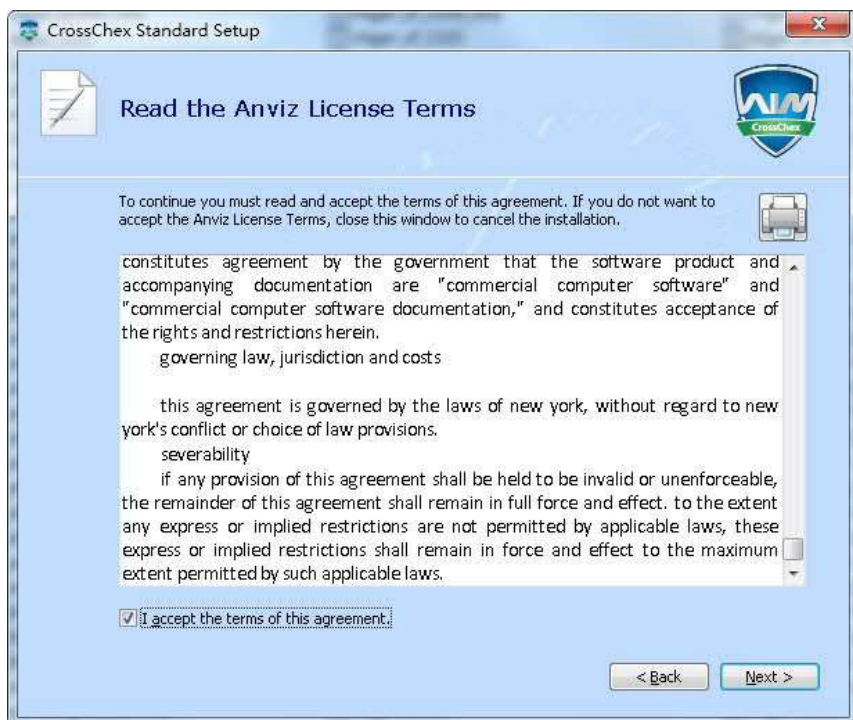 CrossChex Standard Setup
Read the Anviz License Terms
AIM
CrossChex
To continue you must read and accept the terms of this agreement. If you do not want to
accept the Anviz License Terms, close this window to cancel the installation.
constitutes agreement by the government that the software product and
accompanying documentation are "commercial computer software" and
"commercial computer software documentation," and constitutes acceptance of
the rights and restrictions herein.
governing law, jurisdiction and costs
this agreement is governed by the laws of new york, without regard to new
york's conflict or choice of law provisions.
severability
if any provision of this agreement shall be held to be invalid or unenforceable,
the remainder of this agreement shall remain in full force and effect. to the extent
any express or implied restrictions are not permitted by applicable laws, these
express or implied restrictions shall remain in force and effect to the maximum
extent permitted by such applicable laws.
I accept the terms of this agreement.
< Back
Next >